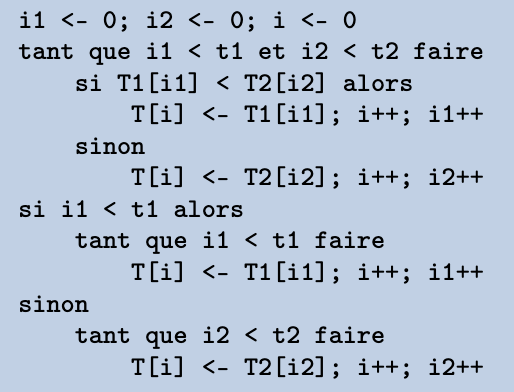 i1 <- 0; i2 <- 0; i <- 0
tant que i1 < t1 et i2 < t2 faire
    si T1[i1] < T2[i2] alors
        T[i] <- T1[i1]; i++; i1++
    sinon
        T[i] <- T2[i2]; i++; i2++
si i1 < t1 alors
    tant que i1 < t1 faire
        T[i] <- T1[i1]; i++; i1++
sinon
    tant que i2 < t2 faire
        T[i] <- T2[i2]; i++; i2++